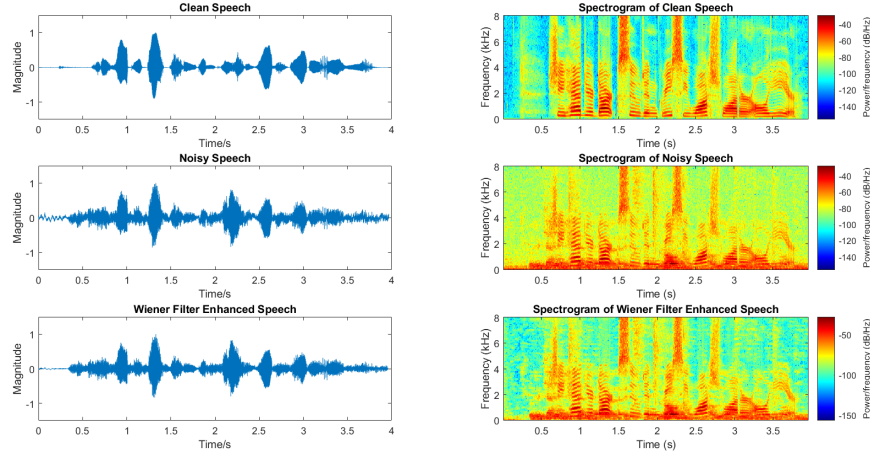 Clean Speech
1
0
-1
Magnitude
0 0.5 1 1.5 2 2.5 3 3.5 4
Time/s
Spectrogram of Clean Speech
8
6
4
2
0
Frequency (kHz)
0.5 1 1.5 2 2.5 3 3.5
Time (s)
-40
-60
-80
-100
-120
-140
Power/frequency (dB/Hz)
Noisy Speech
1
0
-1
Magnitude
0 0.5 1 1.5 2 2.5 3 3.5 4
Time/s
Spectrogram of Noisy Speech
8
6
4
2
0
Frequency (kHz)
0.5 1 1.5 2 2.5 3 3.5
Time (s)
-40
-60
-80
-100
-120
-140
Power/frequency (dB/Hz)
Wiener Filter Enhanced Speech
1
0
-1
Magnitude
0 0.5 1 1.5 2 2.5 3 3.5 4
Time/s
Spectrogram of Wiener Filter Enhanced Speech
8
6
4
2
0
Frequency (kHz)
0.5 1 1.5 2 2.5 3 3.5
Time (s)
-50
-100
-150
Power/frequency (dB/Hz)